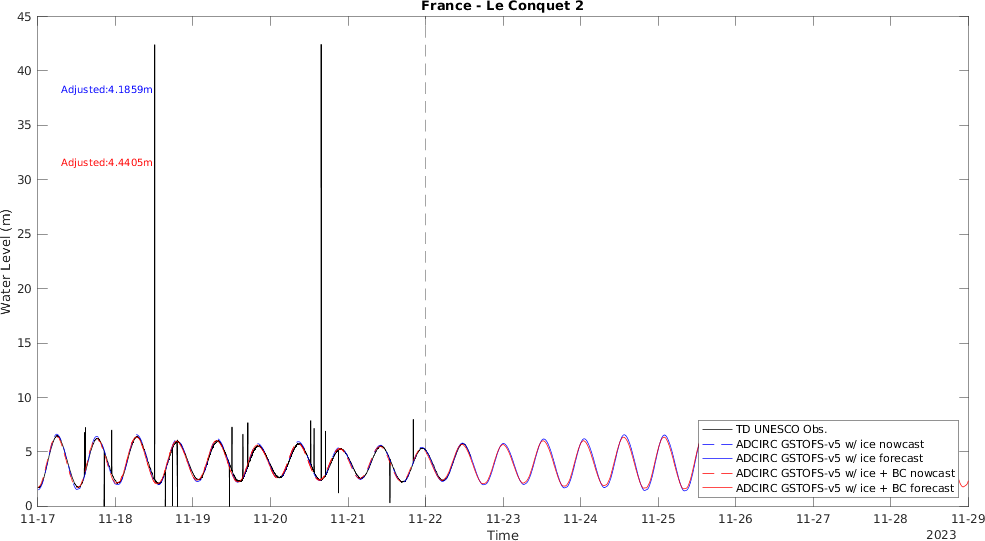 France - Le Conquet 2
45
40
35
30
25
20
15
10
5
0
Water Level (m)
Adjusted:4.1859m
Adjusted:4.4405m
TD UNESCO Obs.
ADCIRC GSTOFS-v5 w/ ice nowcast
ADCIRC GSTOFS-v5 w/ ice forecast
ADCIRC GSTOFS-v5 w/ ice + BC nowcast
ADCIRC GSTOFS-v5 w/ ice + BC forecast
11-17 11-18 11-19 11-20 11-21 11-22 11-23 11-24 11-25 11-26 11-27 11-28 11-29
Time
2023